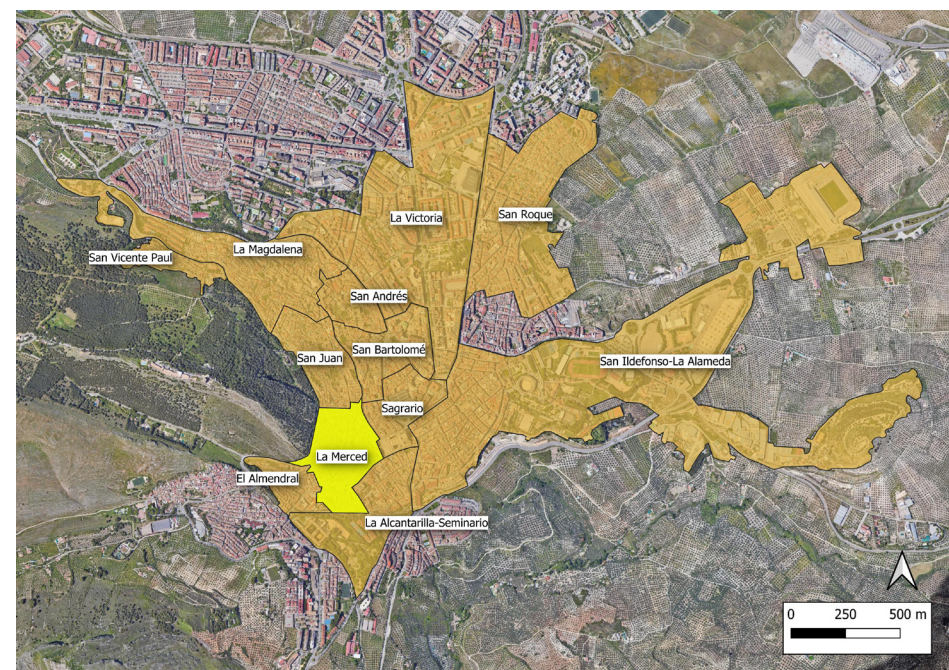 La Victoria
San Roque
La Magdalena
San Vicente Paul
San Andrés
San Juan
San Bartolomé
San Ildefonso-La Alameda
Sagrario
La Merced
El Almendral
La Alcantarilla-Seminario
0 250 500 m